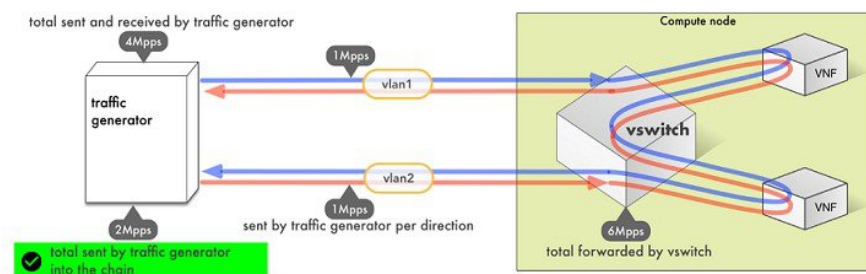 total sent and received by traffic generator
Compute node
4Mpps
1Mpps
vlan1
VNF
traffic
generator
vswitch
vlan2
1Mpps
VNF
2Mpps
sent by traffic generator per direction
6Mpps
total forwarded by vswitch
total sent by traffic generator
into the chain